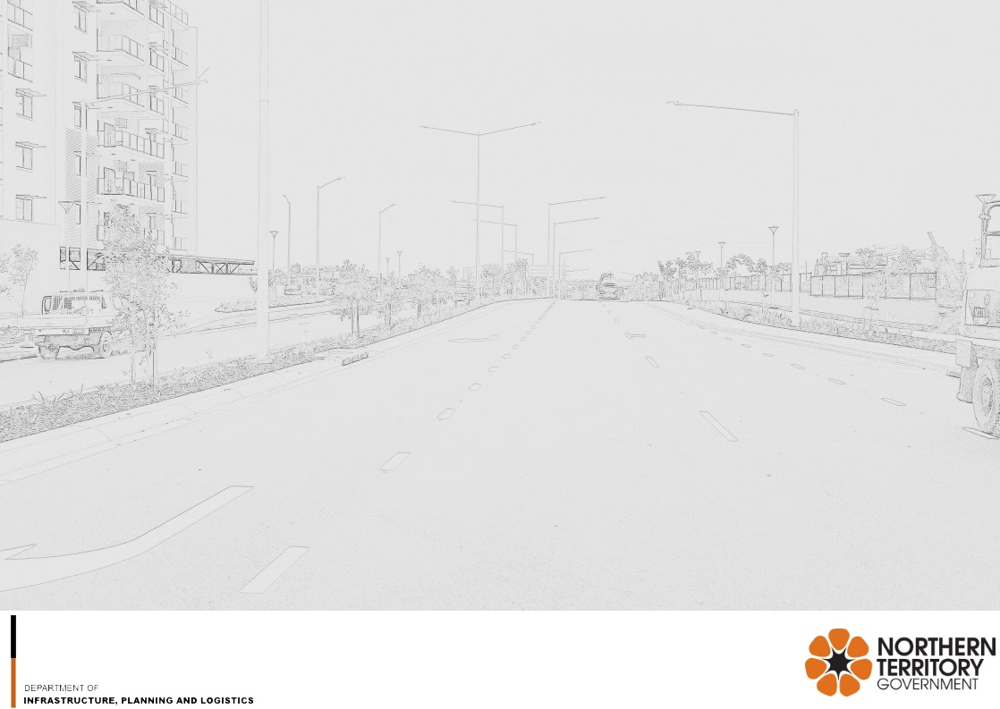 DEPARTMENT OF
INFRASTRUCTURE, PLANNING AND LOGISTICS
NORTHERN
TERRITORY
GOVERNMENT